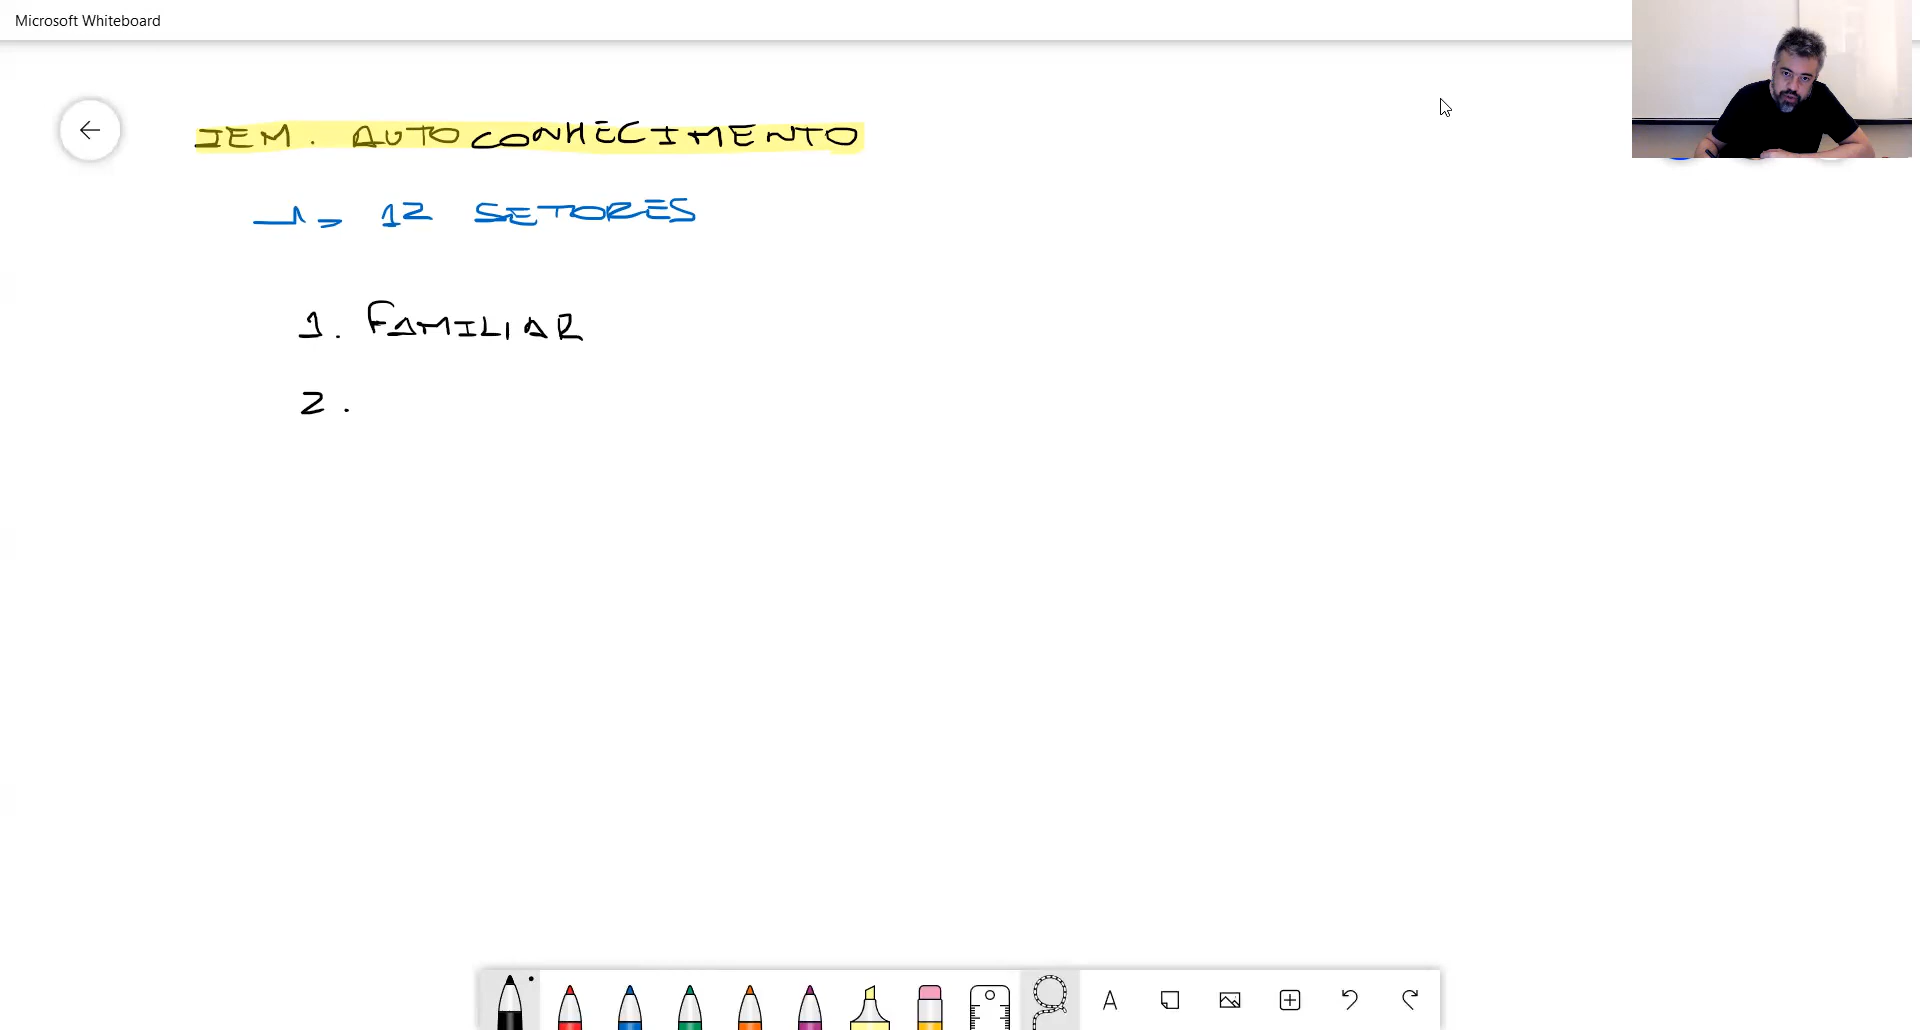 Microsoft Whiteboard
IEM. AUTOCONHECIMENTO
12 SETORES
1. FAMILIAR
2.